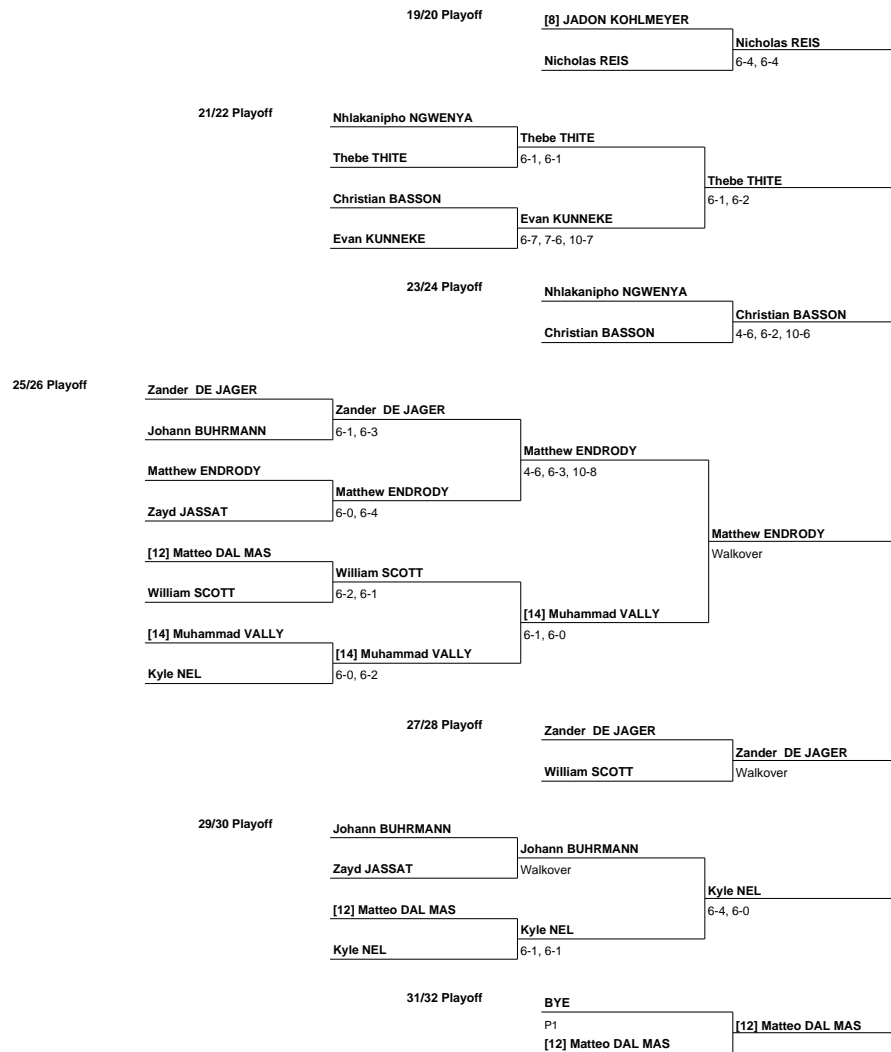 19/20 Playoff
[8] JADON KOHLMEYER
Nicholas REIS
Nicholas REIS
6-4, 6-4
21/22 Playoff
Nhlakanipho NGWENYA
Thebe THITE
Thebe THITE
6-1, 6-1
Thebe THITE
6-1, 6-2
Christian BASSON
Evan KUNNEKE
Evan KUNNEKE
6-7, 7-6, 10-7
23/24 Playoff
Nhlakanipho NGWENYA
Christian BASSON
Christian BASSON
4-6, 6-2, 10-6
25/26 Playoff
Zander DE JAGER
Zander DE JAGER
Johann BUHRMANN
6-1, 6-3
Matthew ENDRODY
4-6, 6-3, 10-8
Matthew ENDRODY
Matthew ENDRODY
Zayd JASSAT
6-0, 6-4
Matthew ENDRODY
Walkover
[12] Matteo DAL MAS
William SCOTT
William SCOTT
6-2, 6-1
[14] Muhammad VALLY
6-1, 6-0
[14] Muhammad VALLY
[14] Muhammad VALLY
Kyle NEL
6-0, 6-2
27/28 Playoff
Zander DE JAGER
Zander DE JAGER
William SCOTT
Walkover
29/30 Playoff
Johann BUHRMANN
Johann BUHRMANN
Zayd JASSAT
Walkover
Kyle NEL
6-4, 6-0
[12] Matteo DAL MAS
Kyle NEL
Kyle NEL
6-1, 6-1
31/32 Playoff
BYE
P1
[12] Matteo DAL MAS
[12] Matteo DAL MAS